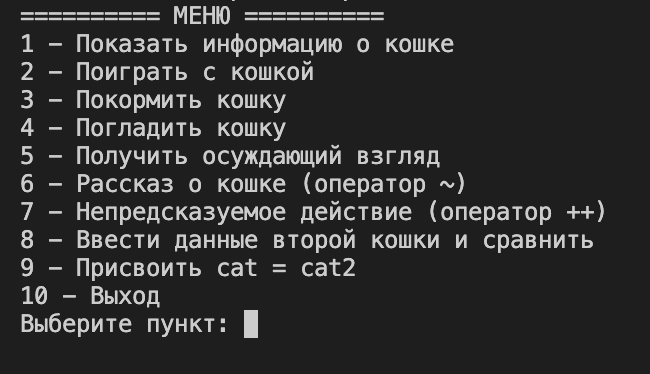 ========== МЕНЮ ==========
1 – Показать информацию о кошке
2 – Поиграть с кошкой
3 – Покормить кошку
4 – Погладить кошку
5 – Получить осуждающий взгляд
6 – Рассказ о кошке (оператор ~)
7 – Непредсказуемое действие (оператор ++)
8 – Ввести данные второй кошки и сравнить
9 – Присвоить cat = cat2
10 – Выход
Выберите пункт: